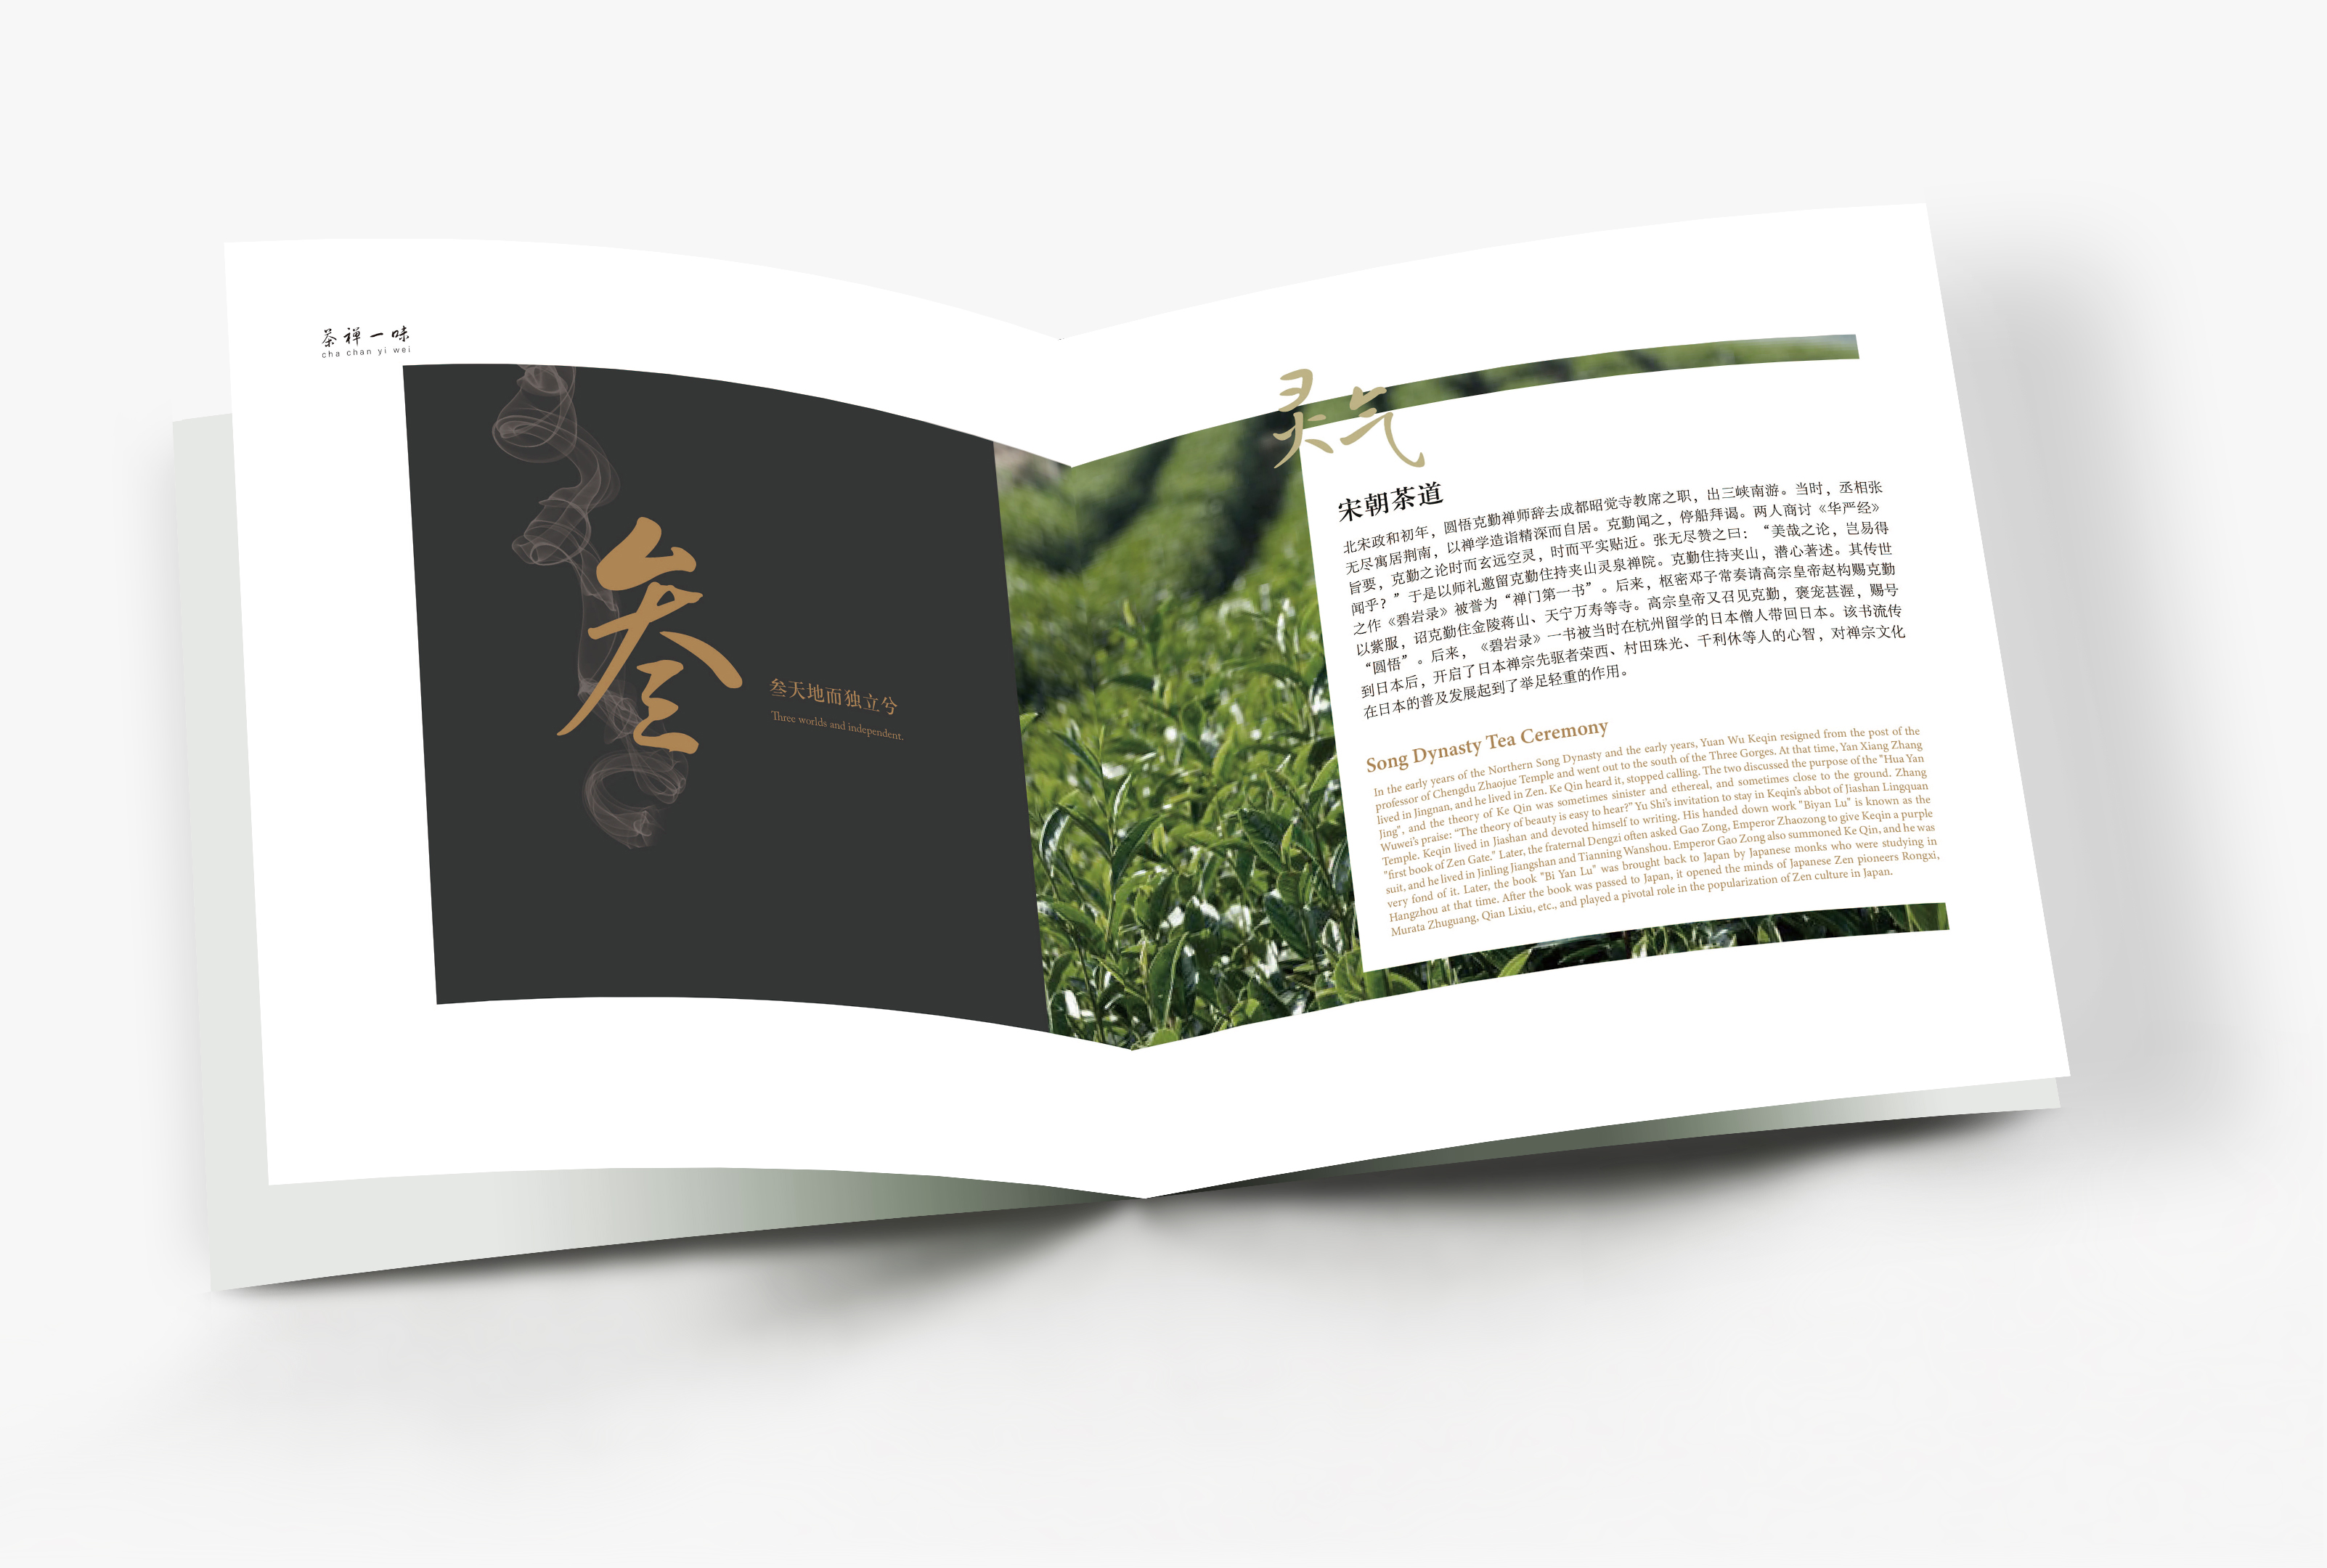 茶禅一味
cha chan yi wei
叁
叁天地而独立兮
Three worlds and independent.
灵气
宋朝茶道
北宋政和初年，圆悟克勤禅师辞去成都昭觉寺教席之职，出三峡南游。当时，丞相张
无尽寓居荆南，以禅学造诣精深而自居。克勤闻之，停船拜谒。两人商讨《华严经》
旨要，克勤之论时而玄远空灵，时而平实贴近。张无尽赞之曰：“美哉之论，岂易得
闻乎？”于是以师礼邀留克勤住持夹山灵泉禅院。克勤住持夹山，潜心著述。其传世
之作《碧岩录》被誉为“禅门第一书”。后来，枢密邓子常奏请高宗皇帝赵构赐克勤
以紫服，诏克勤住金陵蒋山、天宁万寿等寺。高宗皇帝又召见克勤，褒宠甚渥，赐号
“圆悟”。后来，《碧岩录》一书被当时在杭州留学的日本僧人带回日本。该书流传
到日本后，开启了日本禅宗先驱者荣西、村田珠光、千利休等人的心智，对禅宗文化
在日本的普及发展起到了举足轻重的作用。
Song Dynasty Tea Ceremony
In the early years of the Northern Song Dynasty and the early years, Yuan Wu Keqin resigned from the post of the
professor of Chengdu Zhaojue Temple and went out to the south of the Three Gorges. At that time, Yan Xiang Zhang
lived in Jingnan, and he lived in Zen. Ke Qin heard it, stopped calling. The two discussed the purpose of the "Hua Yan
Jing", and the theory of Ke Qin was sometimes sinister and ethereal, and sometimes close to the ground. Zhang
Wuwei's praise: "The theory of beauty is easy to hear?" Yu Shi's invitation to stay in Keqin's abbot of Jiashan Lingquan
Temple. Keqin lived in Jiashan and devoted himself to writing. His handed down work "Biyan Lu" is known as the
"first book of Zen Gate." Later, the fraternal Dengzi often asked Gao Zong, Emperor Zhaozong to give Keqin a purple
suit, and he lived in Jinling Jiangshan and Tianning Wanshou. Emperor Gao Zong also summoned Ke Qin, and he was
very fond of it. Later, the book "Bi Yan Lu" was brought back to Japan by Japanese monks who were studying in
Hangzhou at that time. After the book was passed to Japan, it opened the minds of Japanese Zen pioneers Rongxi,
Murata Zhuguang, Qian Lixiu, etc., and played a pivotal role in the popularization of Zen culture in Japan.